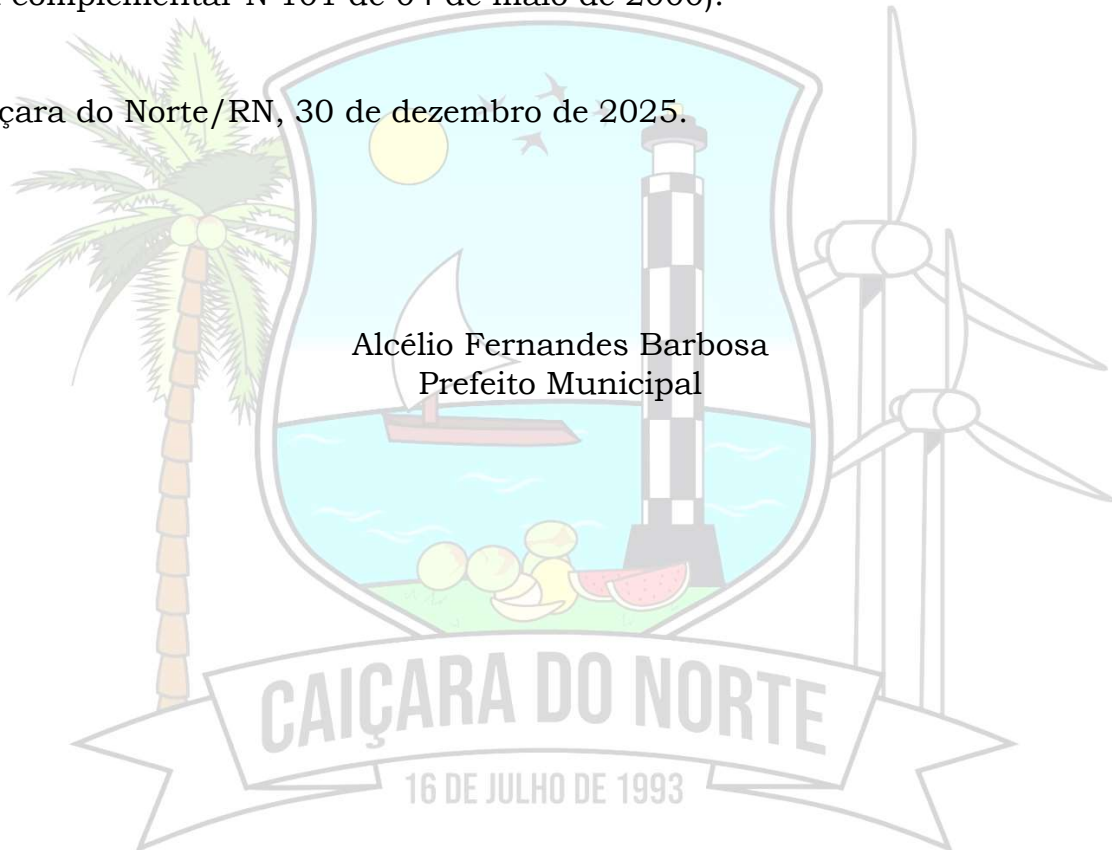 complementar Nº101 de 04 de maio de 2000).
çara do Norte/RN, 30 de dezembro de 2025.
Alcélio Fernandes Barbosa
Prefeito Municipal
CAIÇARA DO NORTE
16 DE JULHO DE 1993